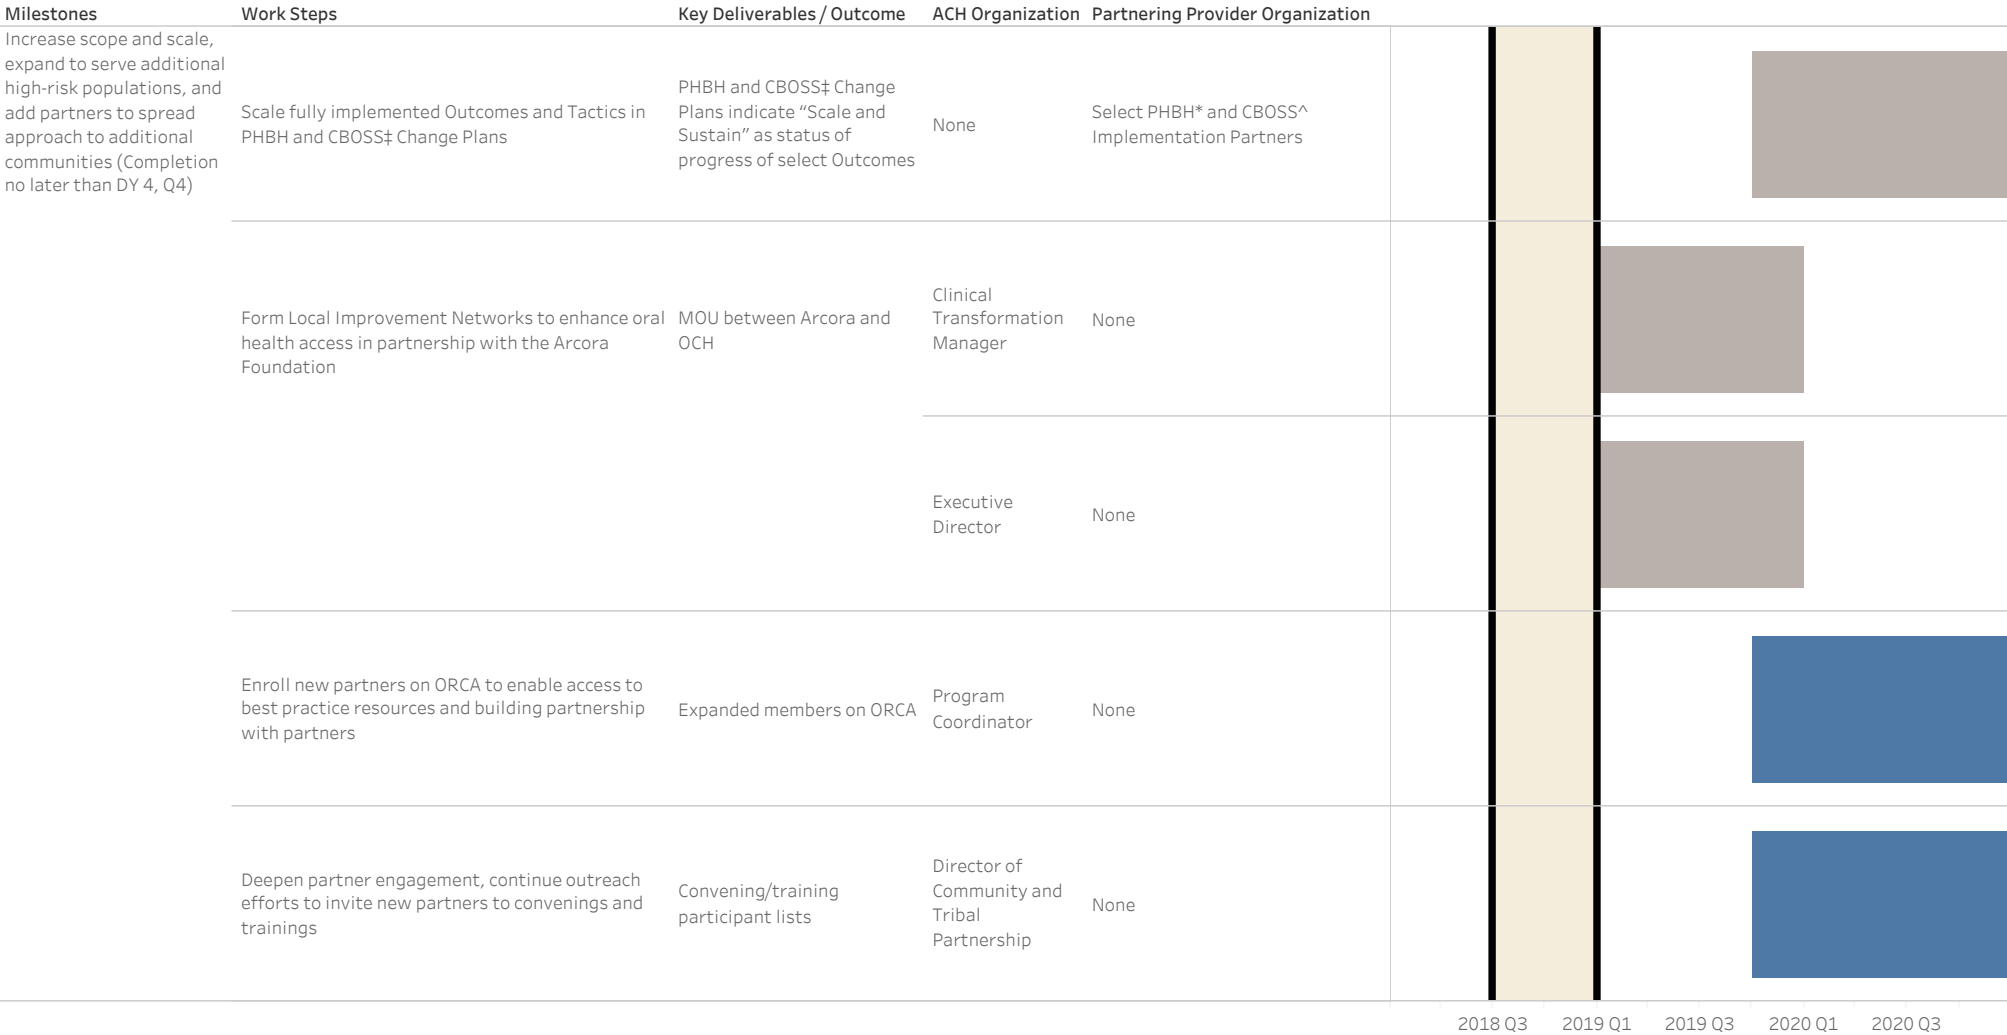 Milestones
Work Steps
Key Deliverables / Outcome
ACH Organization
Partnering Provider Organization
Increase scope and scale,
expand to serve additional
high-risk populations, and
add partners to spread
approach to additional
communities (Completion
no later than DY 4, Q4)
Scale fully implemented Outcomes and Tactics in
PHBH and CBOSS‡ Change Plans
PHBH and CBOSS‡ Change
Plans indicate “Scale and
Sustain” as status of
progress of select Outcomes
None
Select PHBH* and CBOSS^
Implementation Partners
Form Local Improvement Networks to enhance oral
health access in partnership with the Arcora
Foundation
MOU between Arcora and
OCH
Clinical
Transformation
Manager
None
Executive
Director
None
Enroll new partners on ORCA to enable access to
best practice resources and building partnership
with partners
Expanded members on ORCA
Program
Coordinator
None
Deepen partner engagement, continue outreach
efforts to invite new partners to convenings and
trainings
Convening/training
participant lists
Director of
Community and
Tribal
Partnership
None
2018 Q3
2019 Q1
2019 Q3
2020 Q1
2020 Q3